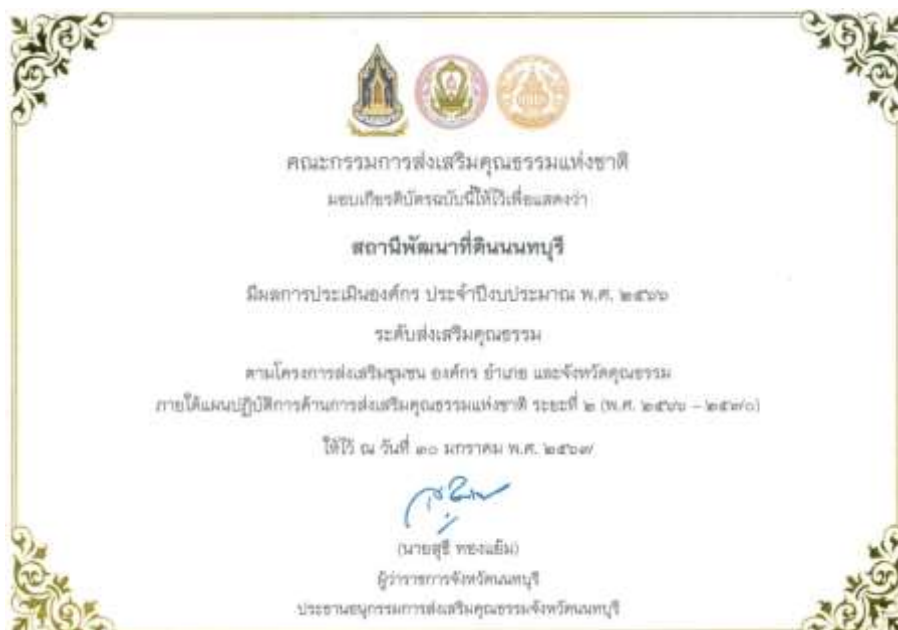 คณะกรรมการส่งเสริมคุณธรรมแห่งชาติ
มอบเกียรติบัตรฉบับนี้ให้ไว้เพื่อแสดงว่า
สถานีพัฒนาที่ดินนนทบุรี
มีผลการประเมินองค์กร ประจำปีงบประมาณ พ.ศ. ๒๕๖๖
ระดับส่งเสริมคุณธรรม
ตามโครงการส่งเสริมชุมชน องค์กร อำเภอ และจังหวัดคุณธรรม
ภายใต้แผนปฏิบัติการด้านการส่งเสริมคุณธรรมแห่งชาติ ระยะที่ ๒ (พ.ศ. ๒๕๖๖ – ๒๕๗๐)
ให้ไว้ ณ วันที่ ๓๐ มกราคม พ.ศ. ๒๕๖๗
(นายสุธี ทองแย้ม)
ผู้ว่าราชการจังหวัดนนทบุรี
ประธานอนุกรรมการส่งเสริมคุณธรรมจังหวัดนนทบุรี